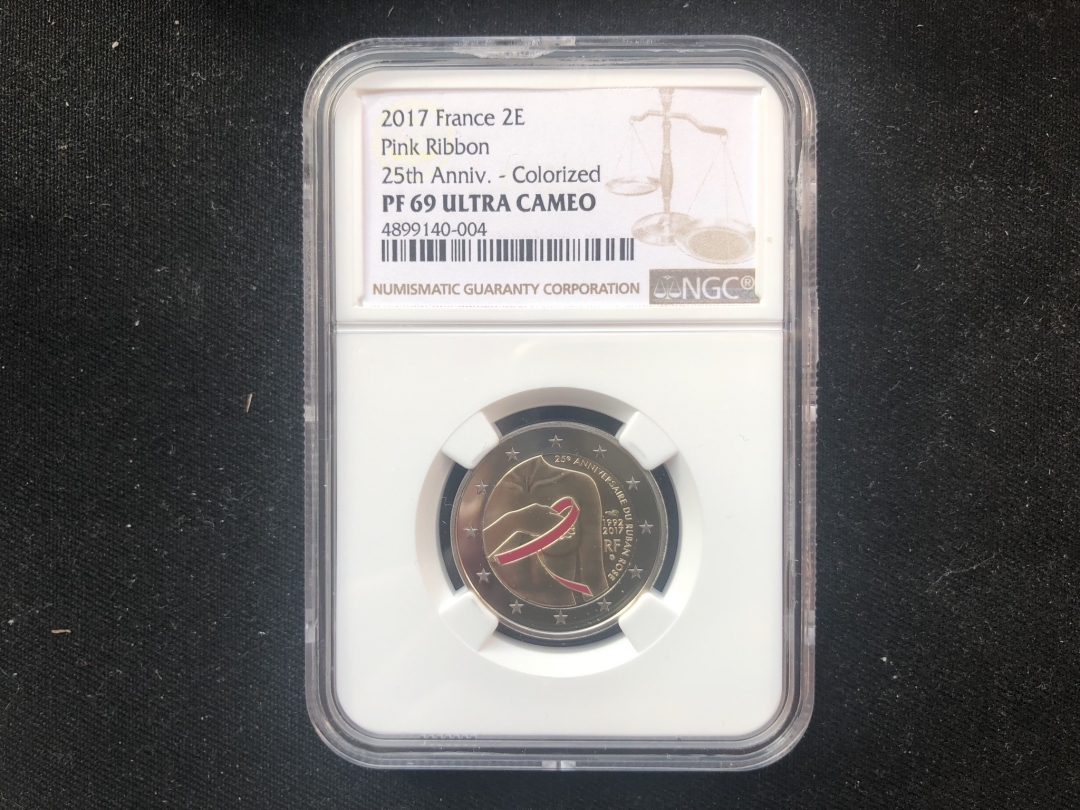 2017 France 2E
Pink Ribbon
25th Anniv. - Colorized
PF 69 ULTRA CAMEO
4899140-004
NUMISMATIC GUARANTY CORPORATION
NGC®
25e ANNIVERSAIRE DU RUBAN ROSE
1992
2017
RF